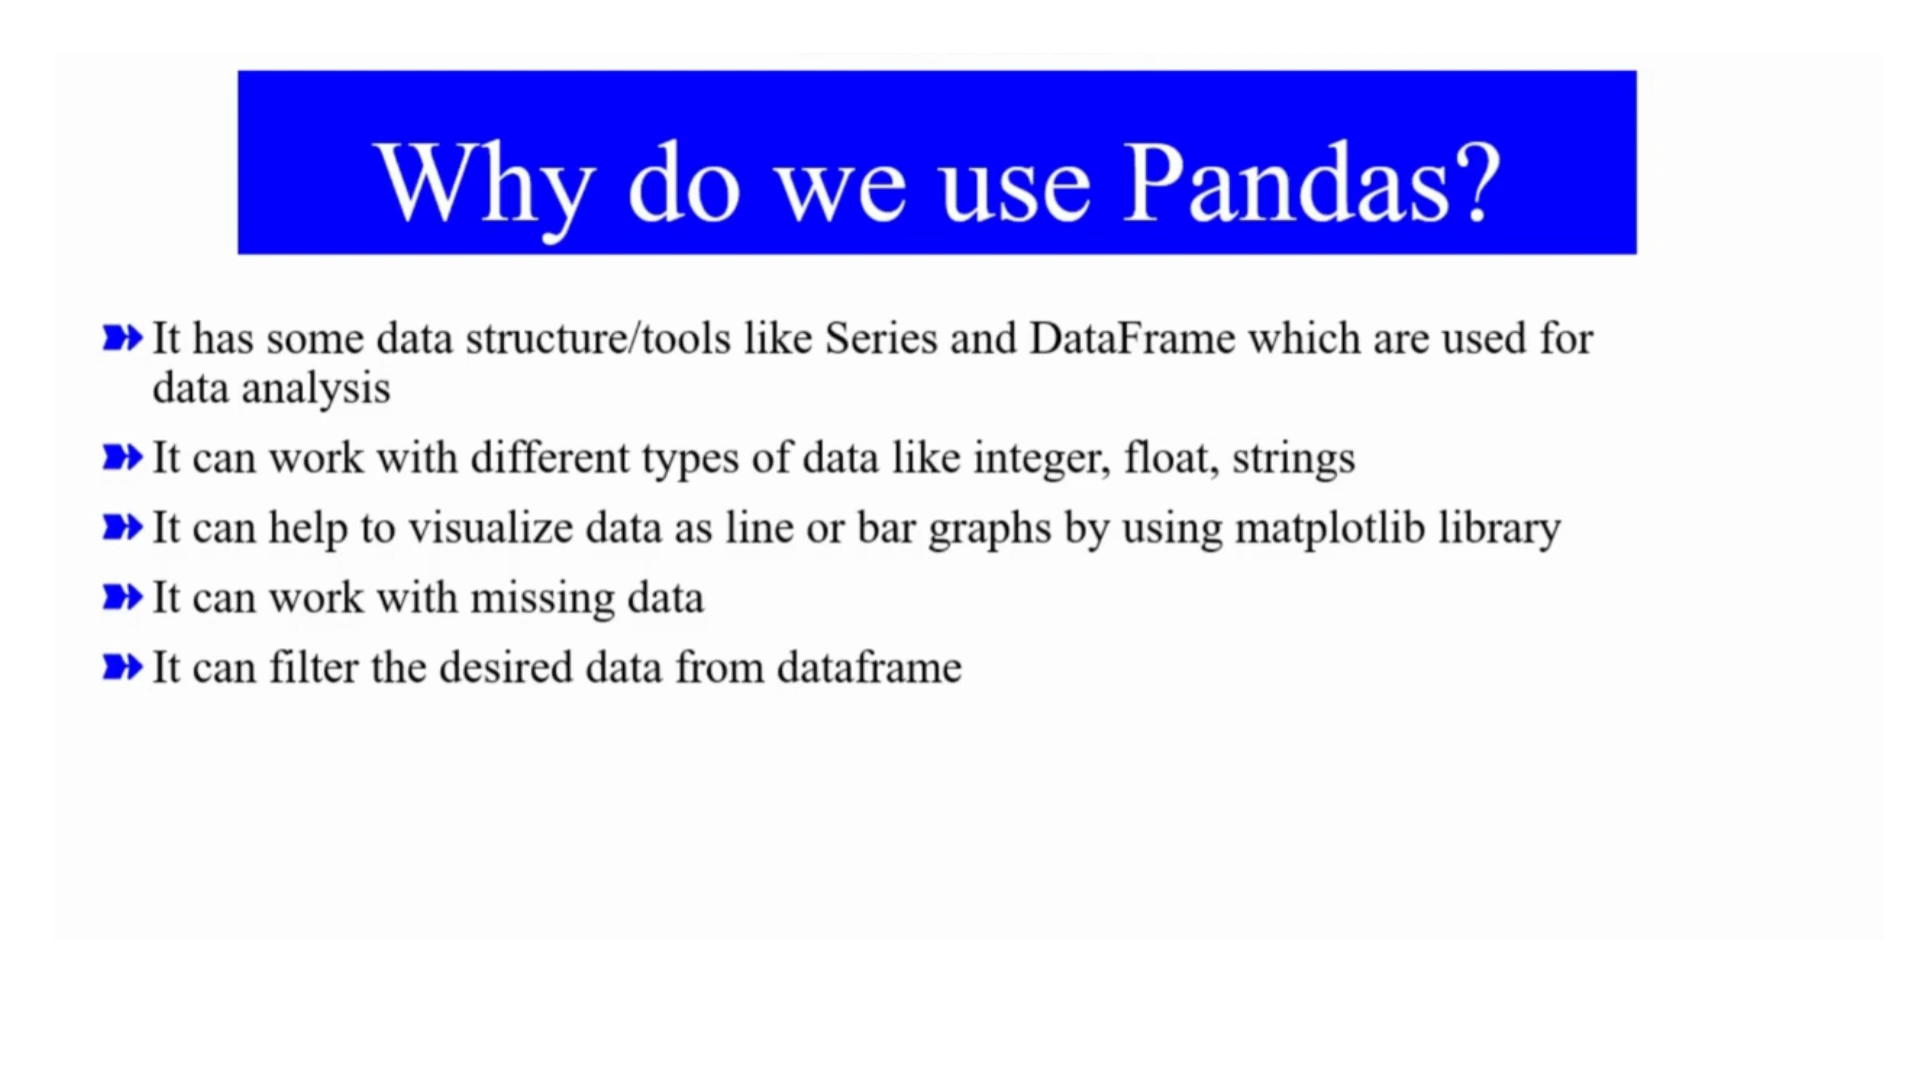 Why do we use Pandas?
It has some data structure/tools like Series and DataFrame which are used for
data analysis
It can work with different types of data like integer, float, strings
It can help to visualize data as line or bar graphs by using matplotlib library
It can work with missing data
It can filter the desired data from dataframe